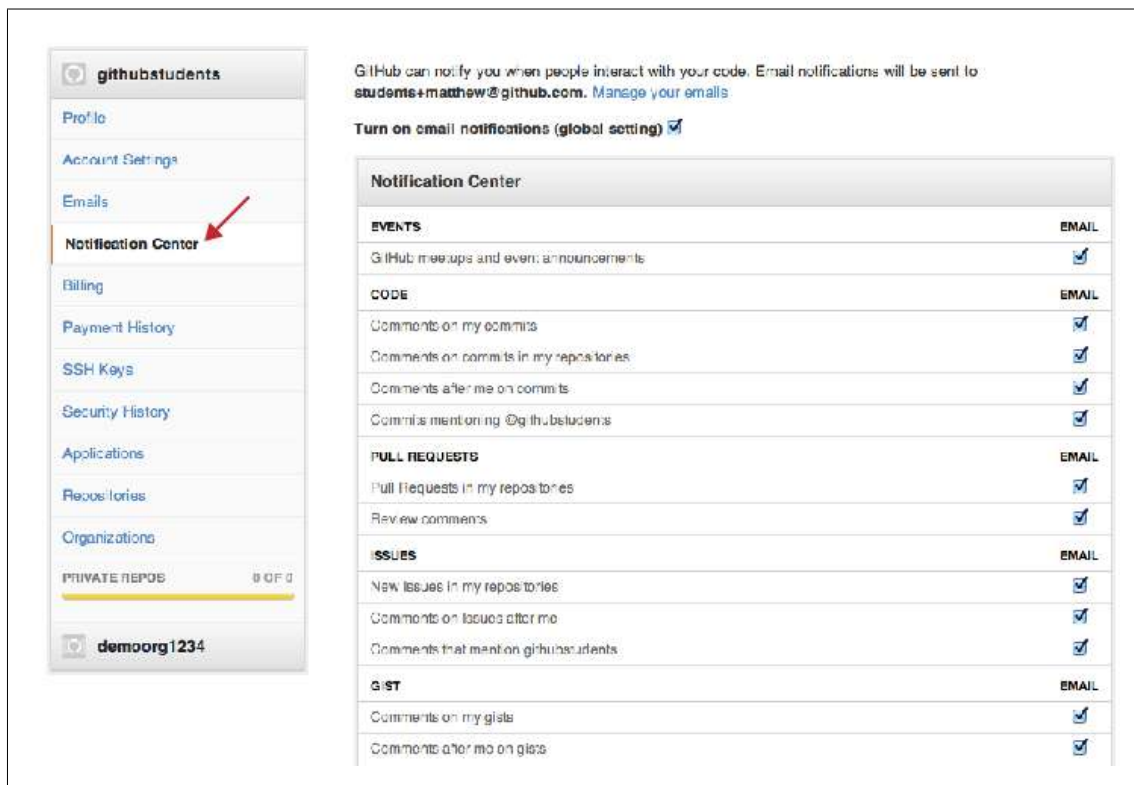 githubstudents
Profile
Account Settings
Emails
Notification Center
Billing
Payment History
SSH Keys
Security History
Applications
Repositories
Organizations
PRIVATE REPOS 0 OF 0
demoorg1234
GitHub can notify you when people interact with your code. Email notifications will be sent to
students+matthew@github.com. Manage your emails
Turn on email notifications (global setting)
Notification Center
EVENTS EMAIL
GitHub meetups and event announcements
CODE EMAIL
Comments on my commits
Comments on commits in my repositories
Comments after me on commits
Commits mentioning @githubstudents
PULL REQUESTS EMAIL
Pull Requests in my repositories
Review comments
ISSUES EMAIL
New Issues in my repositories
Comments on Issues after me
Comments that mention githubstudents
GIST EMAIL
Comments on my gists
Comments after me on gists